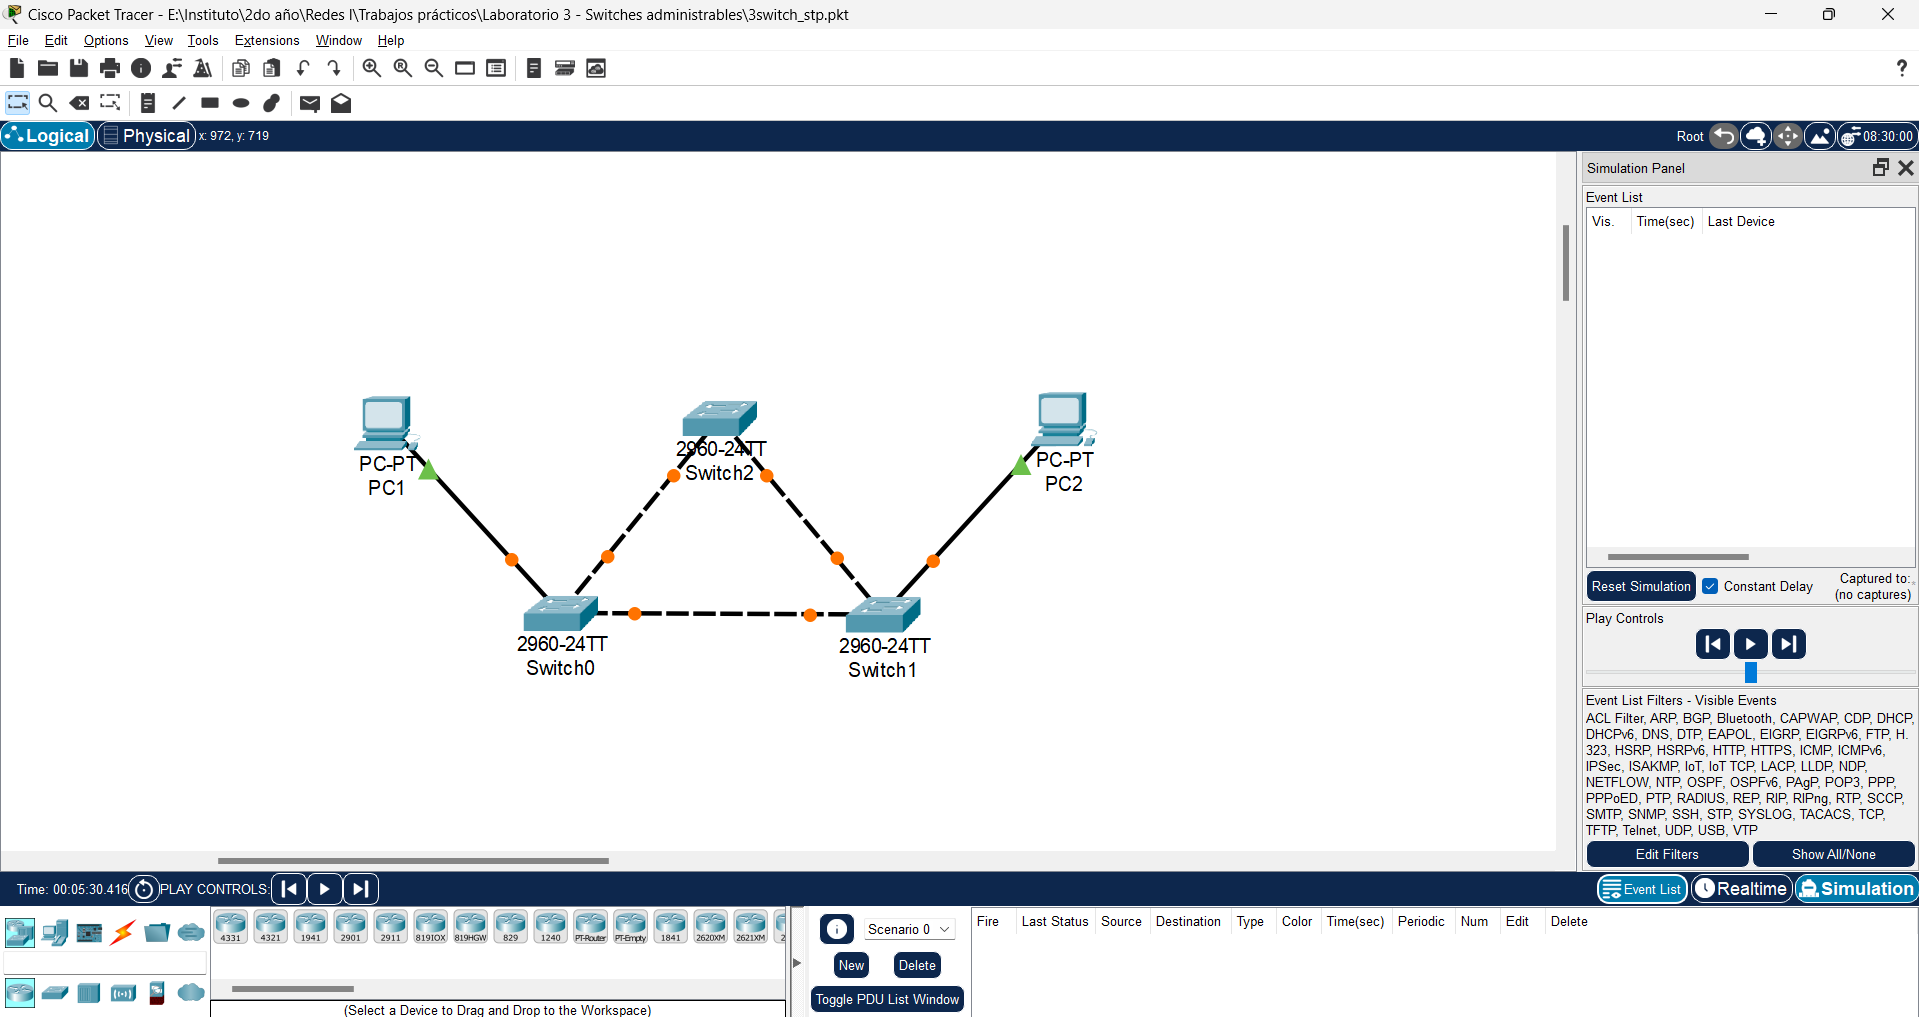 Cisco Packet Tracer - E:\Instituto\2do año\Redes I\Trabajos prácticos\Laboratorio 3 - Switches administrables\3switch_stp.pkt
File Edit Options View Tools Extensions Window Help
?
Logical Physical x: 972, y: 719 Root 08:30:00
Simulation Panel
Event List
Vis. Time(sec) Last Device
PC-PT
PC1
2960-24TT
Switch2
PC-PT
PC2
2960-24TT
Switch0
2960-24TT
Switch1
Reset Simulation Constant Delay Captured to:
(no captures)
Play Controls
Event List Filters - Visible Events
ACL Filter, ARP, BGP, Bluetooth, CAPWAP, CDP, DHCP,
DHCPv6, DNS, DTP, EAPOL, EIGRP, EIGRPv6, FTP, H.
323, HSRP, HSRPv6, HTTP, HTTPS, ICMP, ICMPv6,
IPSec, ISAKMP, IoT, IoT TCP, LACP, LLDP, NDP,
NETFLOW, NTP, OSPF, OSPFv6, PAgP, POP3, PPP,
PPPoED, PTP, RADIUS, REP, RIP, RIPng, RTP, SCCP,
SMTP, SNMP, SSH, STP, SYSLOG, TACACS, TCP,
TFTP, Telnet, UDP, USB, VTP
Edit Filters Show All/None
Time: 00:05:30.416 PLAY CONTROLS: Event List Realtime Simulation
4331 4321 1941 2901 2911 819IOX 819HGW 829 1240 PT-Router PT-Empty 1841 2620XM 2621XM 2
(Select a Device to Drag and Drop to the Workspace)
Scenario 0
New Delete
Toggle PDU List Window
Fire Last Status Source Destination Type Color Time(sec) Periodic Num Edit Delete